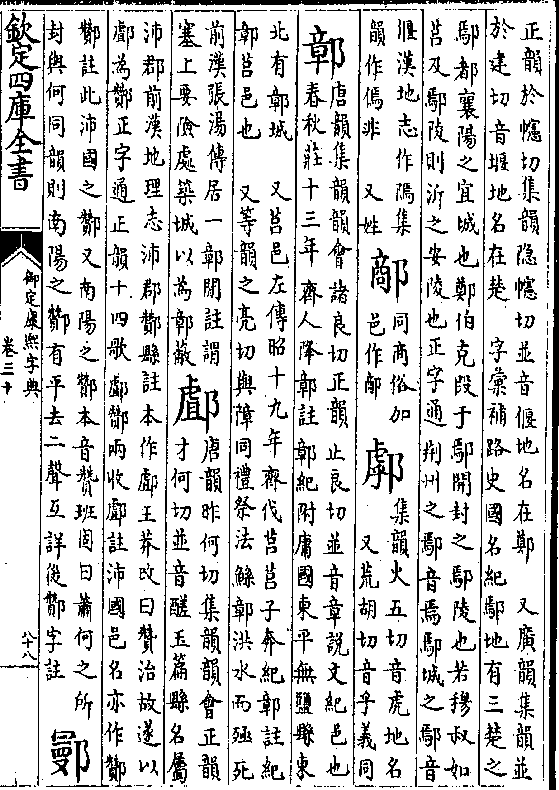 正韻於幰切集韻隐幰切並音偃地名在鄭 又廣韻集韻並
於建切音堰地名在楚 字彙補路史國名紀鄢地有三楚之
鄢都襄陽之宜城也鄭伯克段于鄢開封之鄢陵也若穆叔如
莒及鄢陵則沂之安陵也正字通荆州之鄢音焉鄢城之鄢音
偃漢地志作隔集
韻作傿非 又姓 鄗 同商俗加
邑作鄗 䣝 集韻火五切音虎地名
又荒胡切音乎義同
鄣 唐韻集韻韻會諸良切正韻止良切並音章說文紀邑也
春秋莊十三年齊人降鄣註鄣紀附庸國東平無鹽縣東
北有鄣城 又莒邑左傳昭十九年齊伐莒莒子奔紀鄣註紀
鄣莒邑也 又等韻之亮切與障同禮祭法鯀鄣洪水而殛死
前漢張湯傳居一鄣閒註謂
塞上要險處築城以為鄣蔽 䣜 唐韻昨何切集韻韻會正韻
才何切並音醝玉篇縣名屬
沛郡前漢地理志沛郡酇縣註本作䣜王莽改曰贊治故遂以
䣜為酇正字通正韻十四歌䣜酇兩收䣜註沛國邑名亦作酇
酇註此沛國之酇又南陽之酇本音贊班固曰蕭何之所
封與何同韻則南陽之酇有平去二聲互詳後酇字註 鄤
欽定四庫全書
御定康熙字典
卷三十